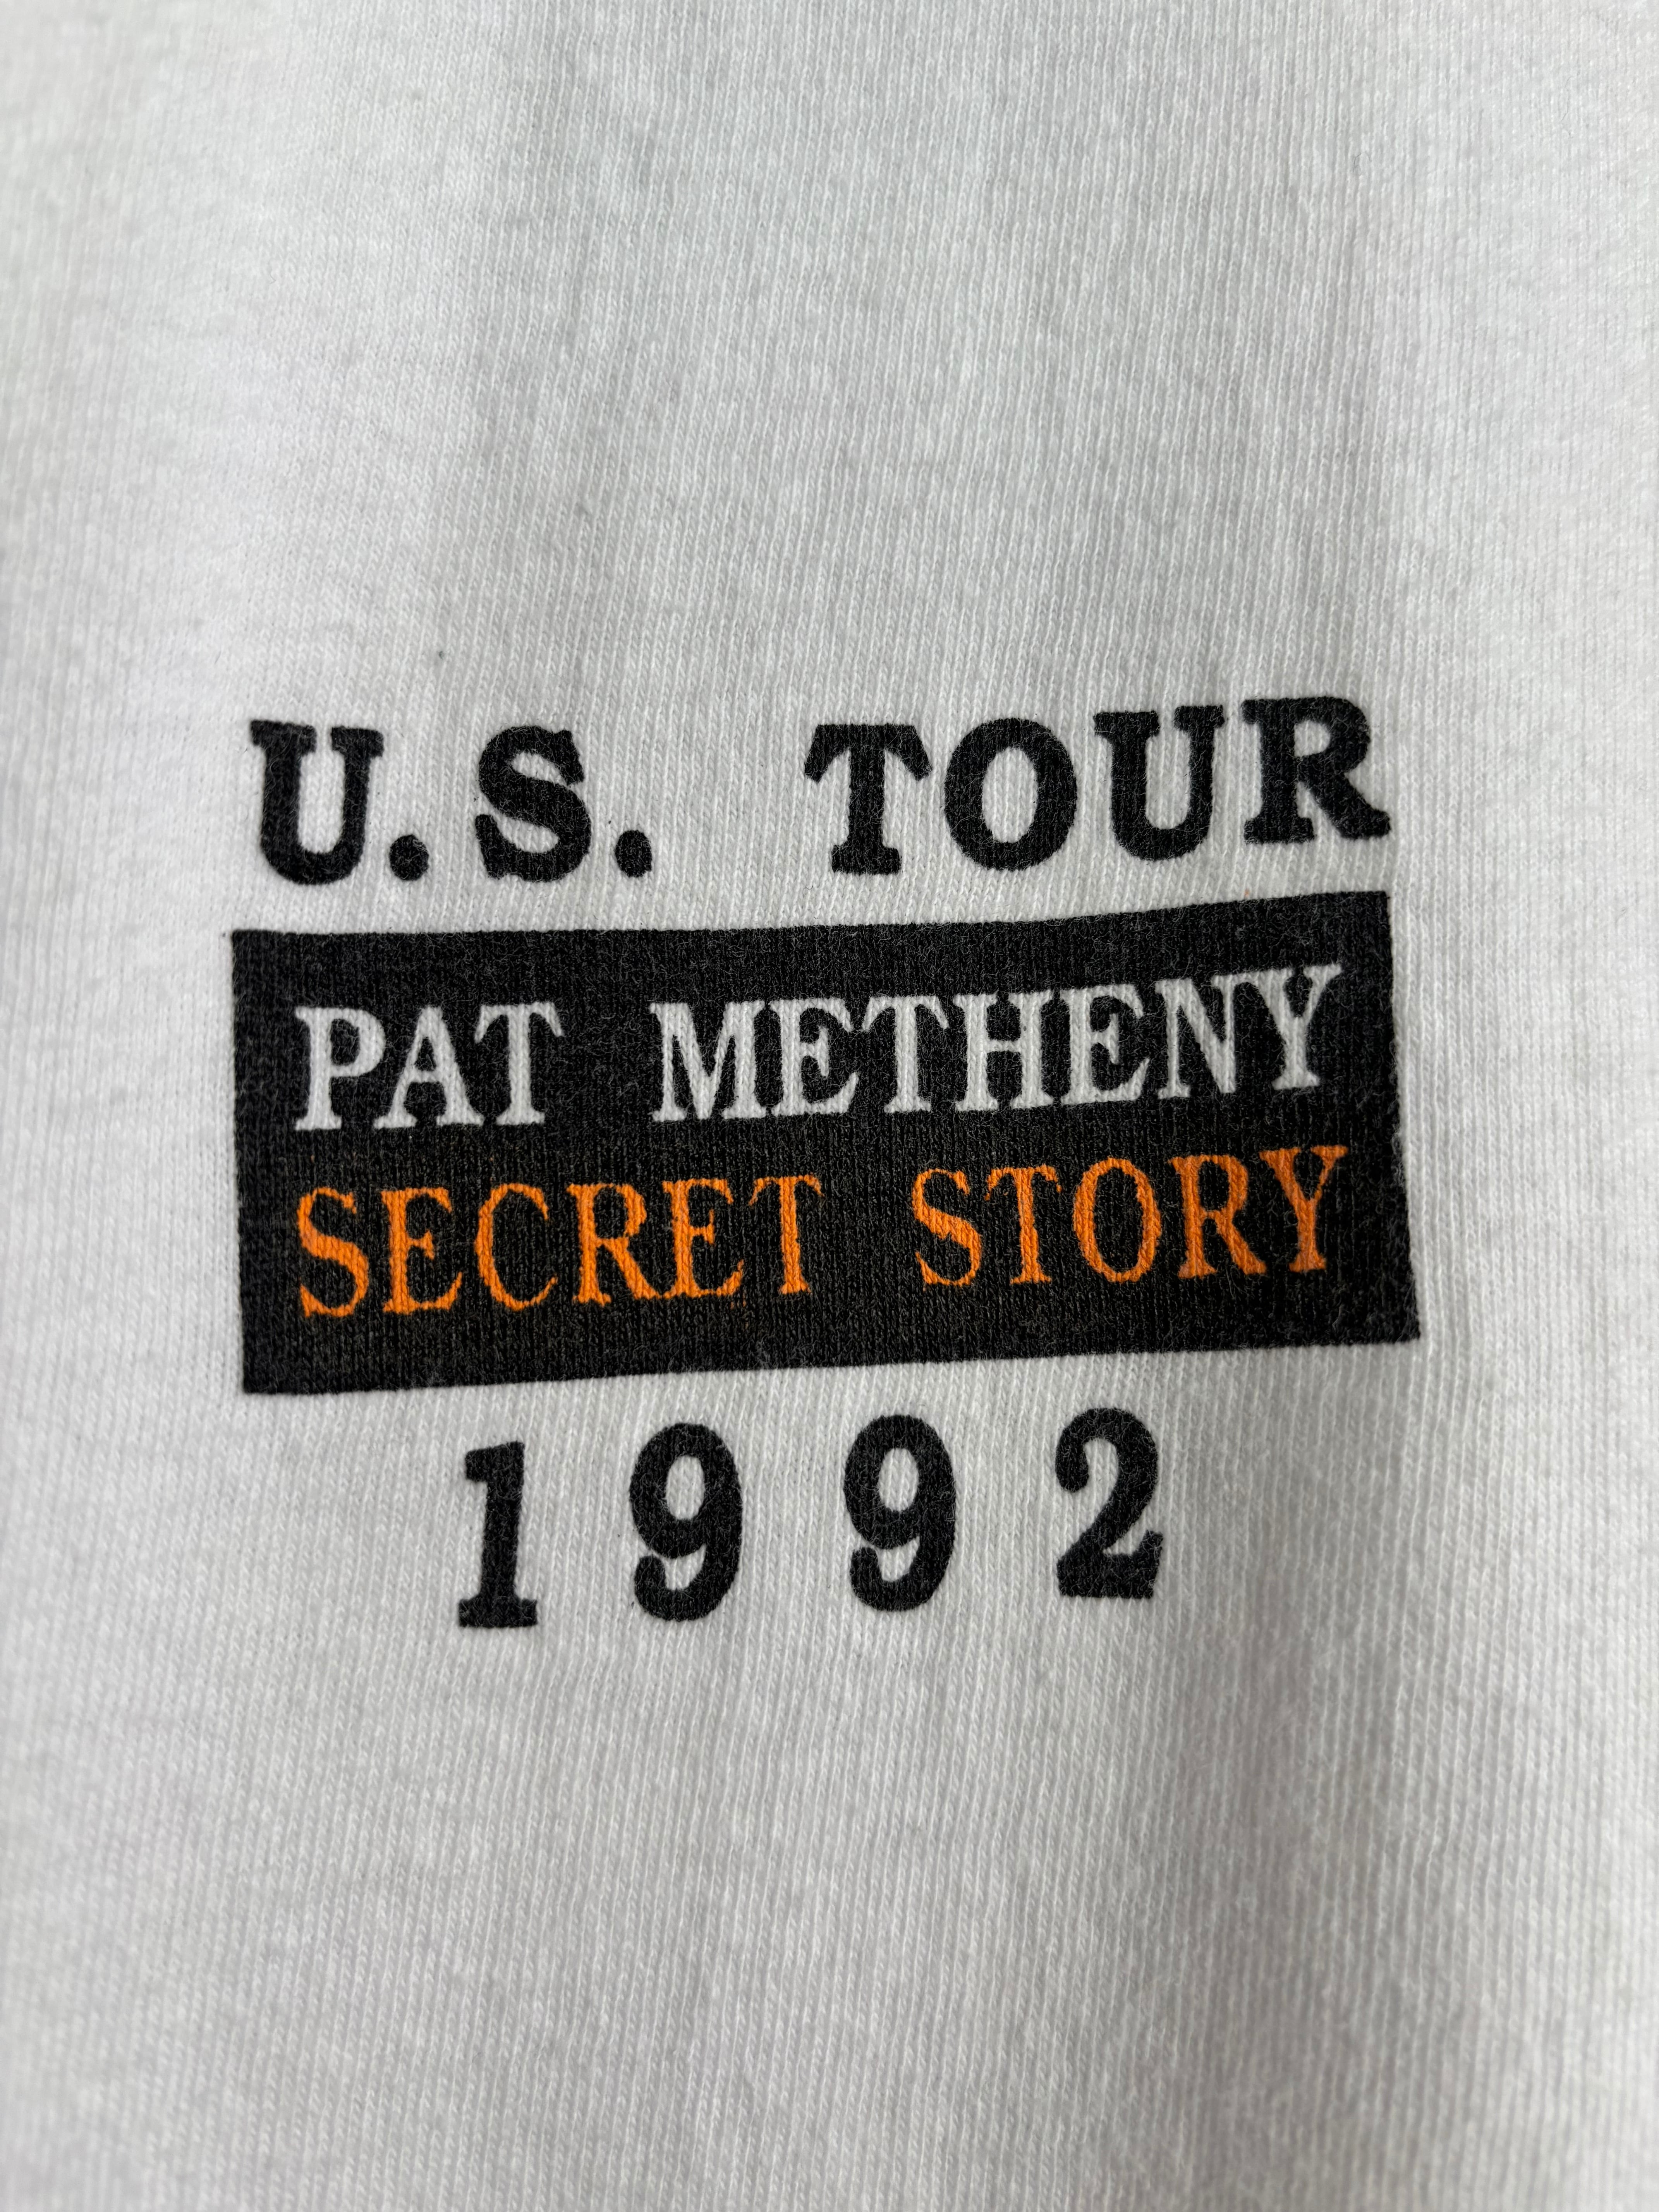 U.S. TOUR
PAT METHENY
SECRET STORY
1992